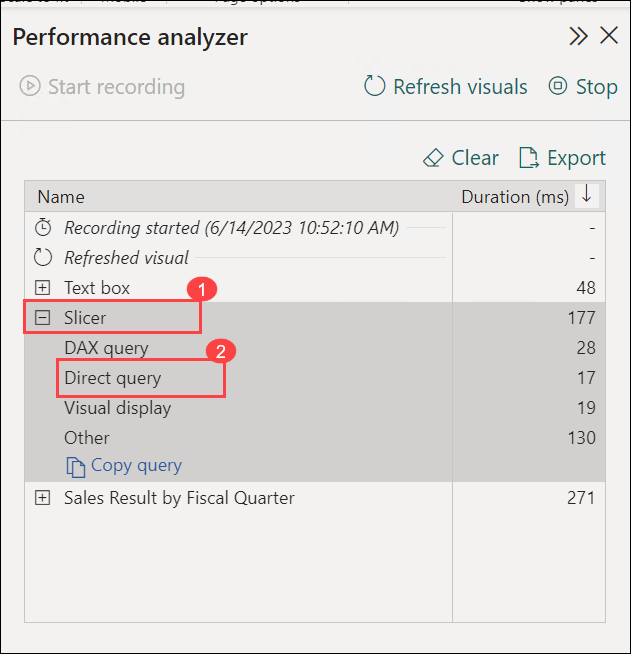 Performance analyzer
Start recording Refresh visuals Stop
Clear Export
Name Duration (ms)
Recording started (6/14/2023 10:52:10 AM) -
Refreshed visual -
Text box 48
1
Slicer 177
DAX query 28
2
Direct query 17
Visual display 19
Other 130
Copy query
Sales Result by Fiscal Quarter 271